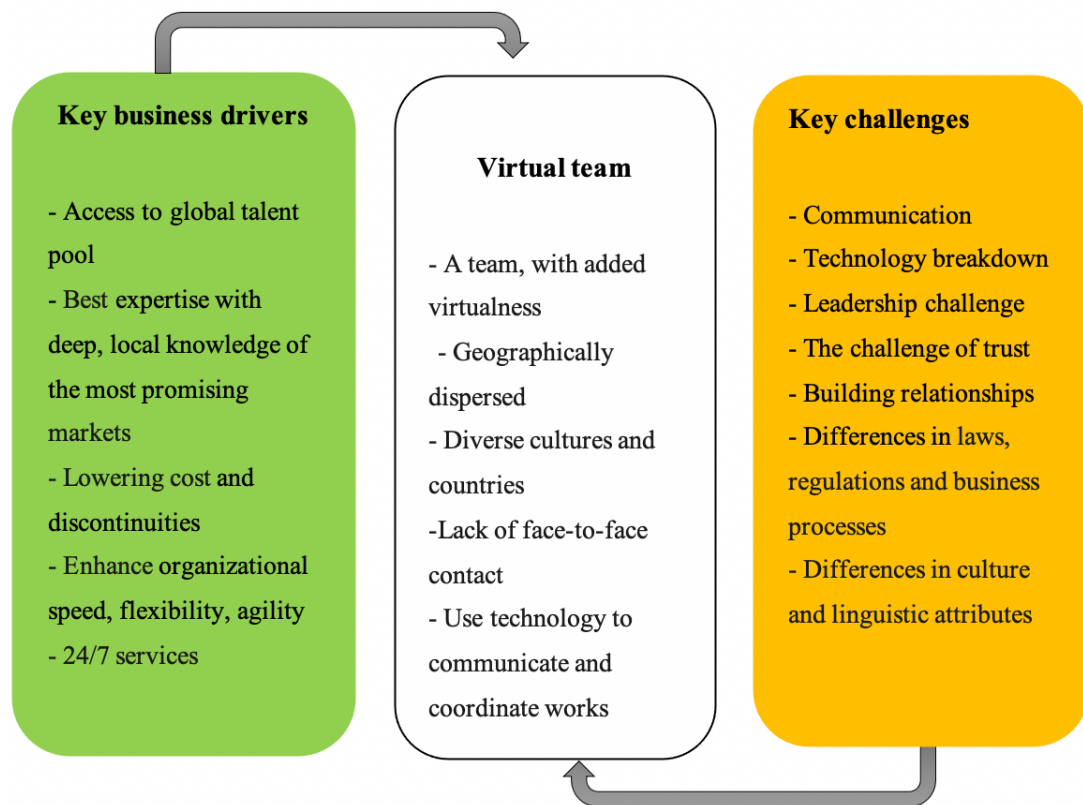 Key business drivers
- Access to global talent
pool
- Best expertise with
deep, local knowledge of
the most promising
markets
- Lowering cost and
discontinuities
- Enhance organizational
speed, flexibility, agility
- 24/7 services
Virtual team
- A team, with added
virtualness
- Geographically
dispersed
- Diverse cultures and
countries
-Lack of face-to-face
contact
- Use technology to
communicate and
coordinate works
Key challenges
- Communication
- Technology breakdown
- Leadership challenge
- The challenge of trust
- Building relationships
- Differences in laws,
regulations and business
processes
- Differences in culture
and linguistic attributes